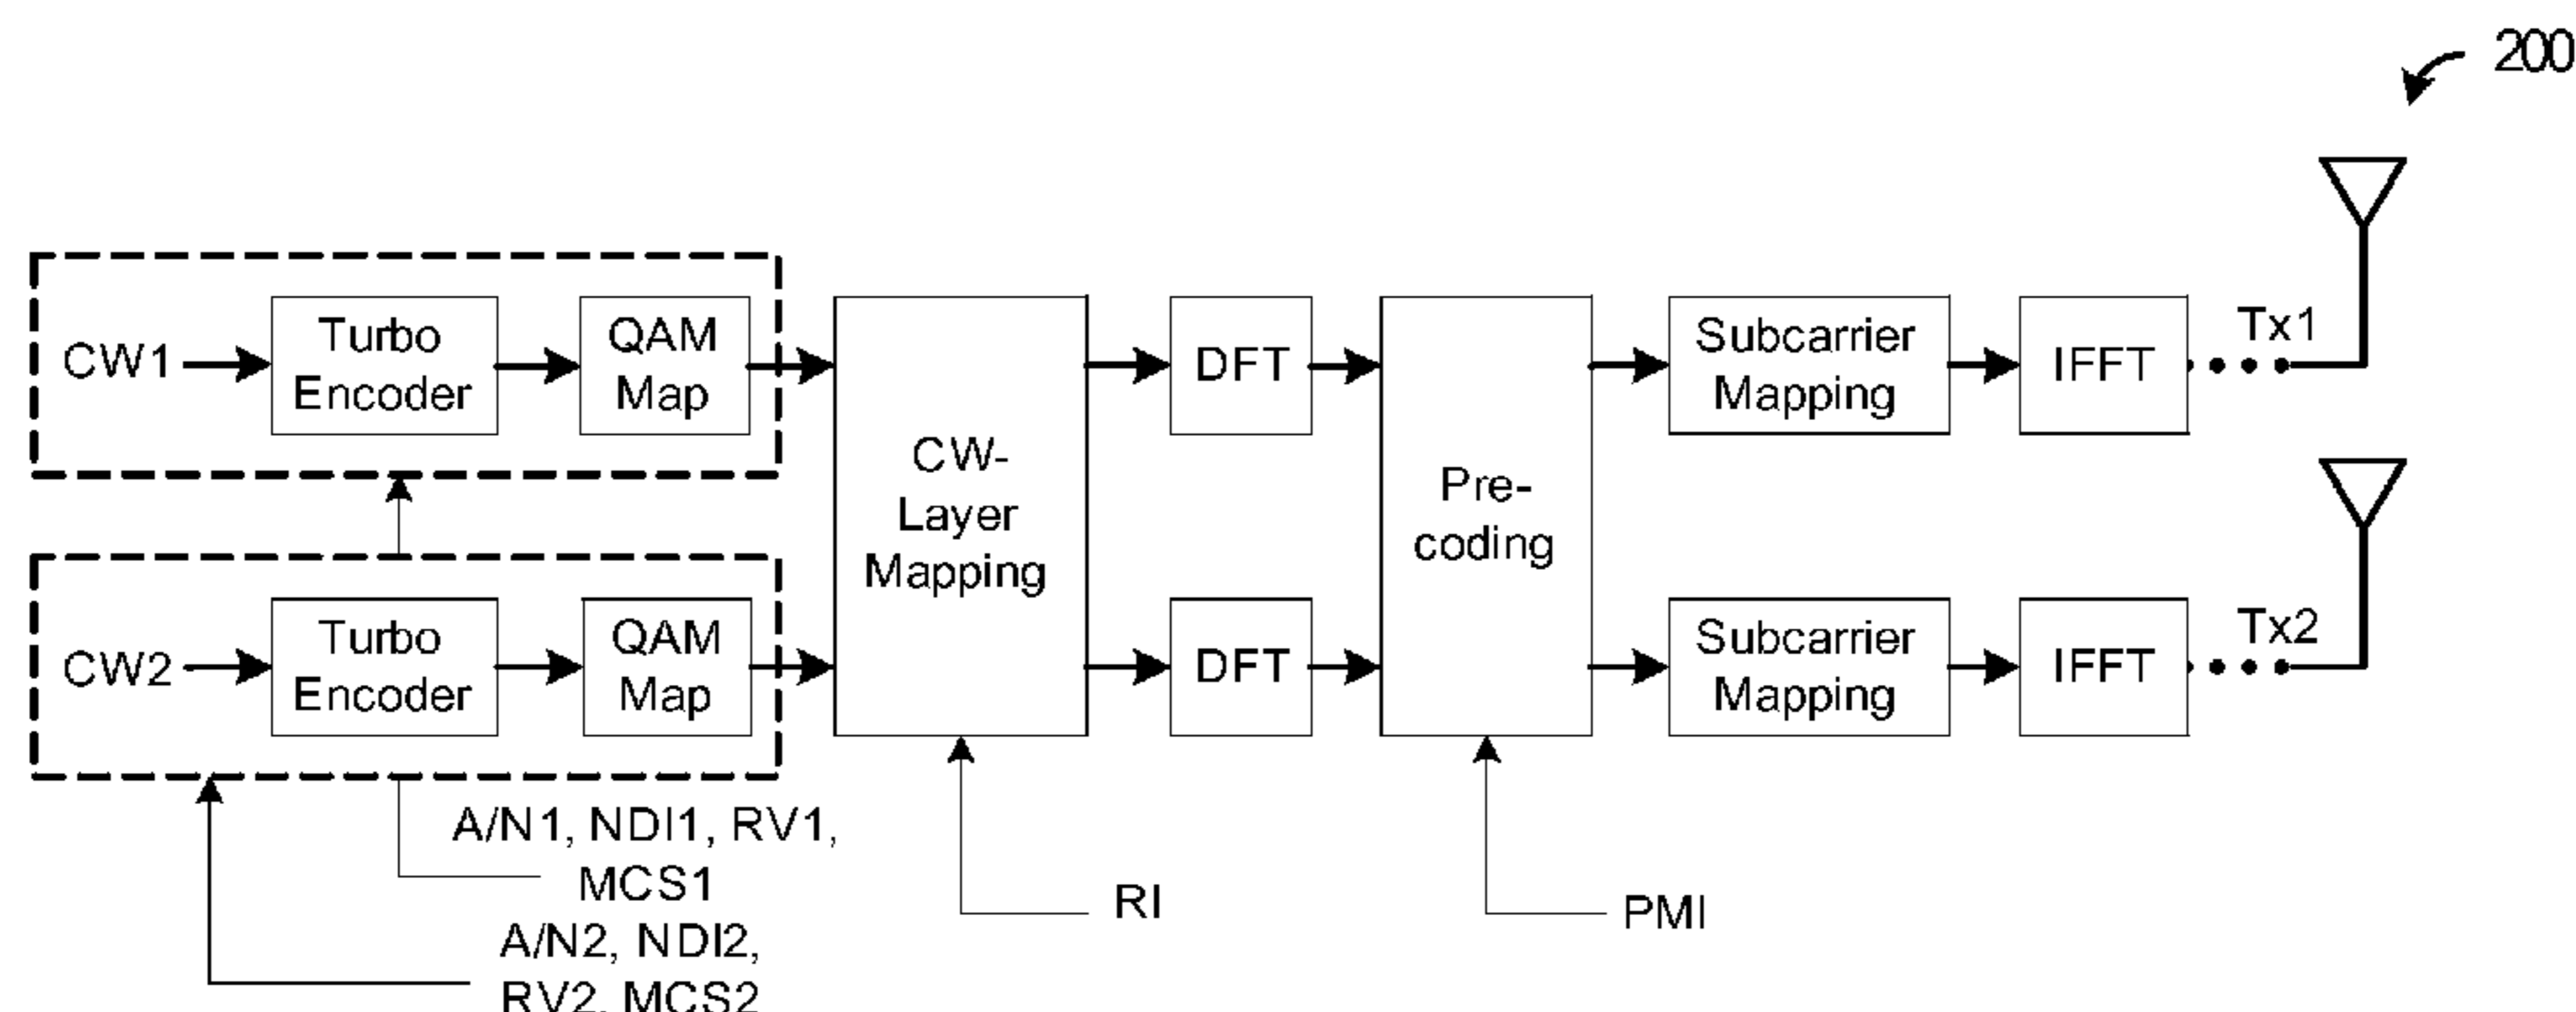 200
CW1
Turbo
Encoder
QAM
Map
CW-
Layer
Mapping
DFT
Pre-
coding
Subcarrier
Mapping
IFFT
Tx1
CW2
Turbo
Encoder
QAM
Map
DFT
Subcarrier
Mapping
IFFT
Tx2
A/N1, NDI1, RV1,
MCS1
A/N2, NDI2,
RV2, MCS2
RI
PMI